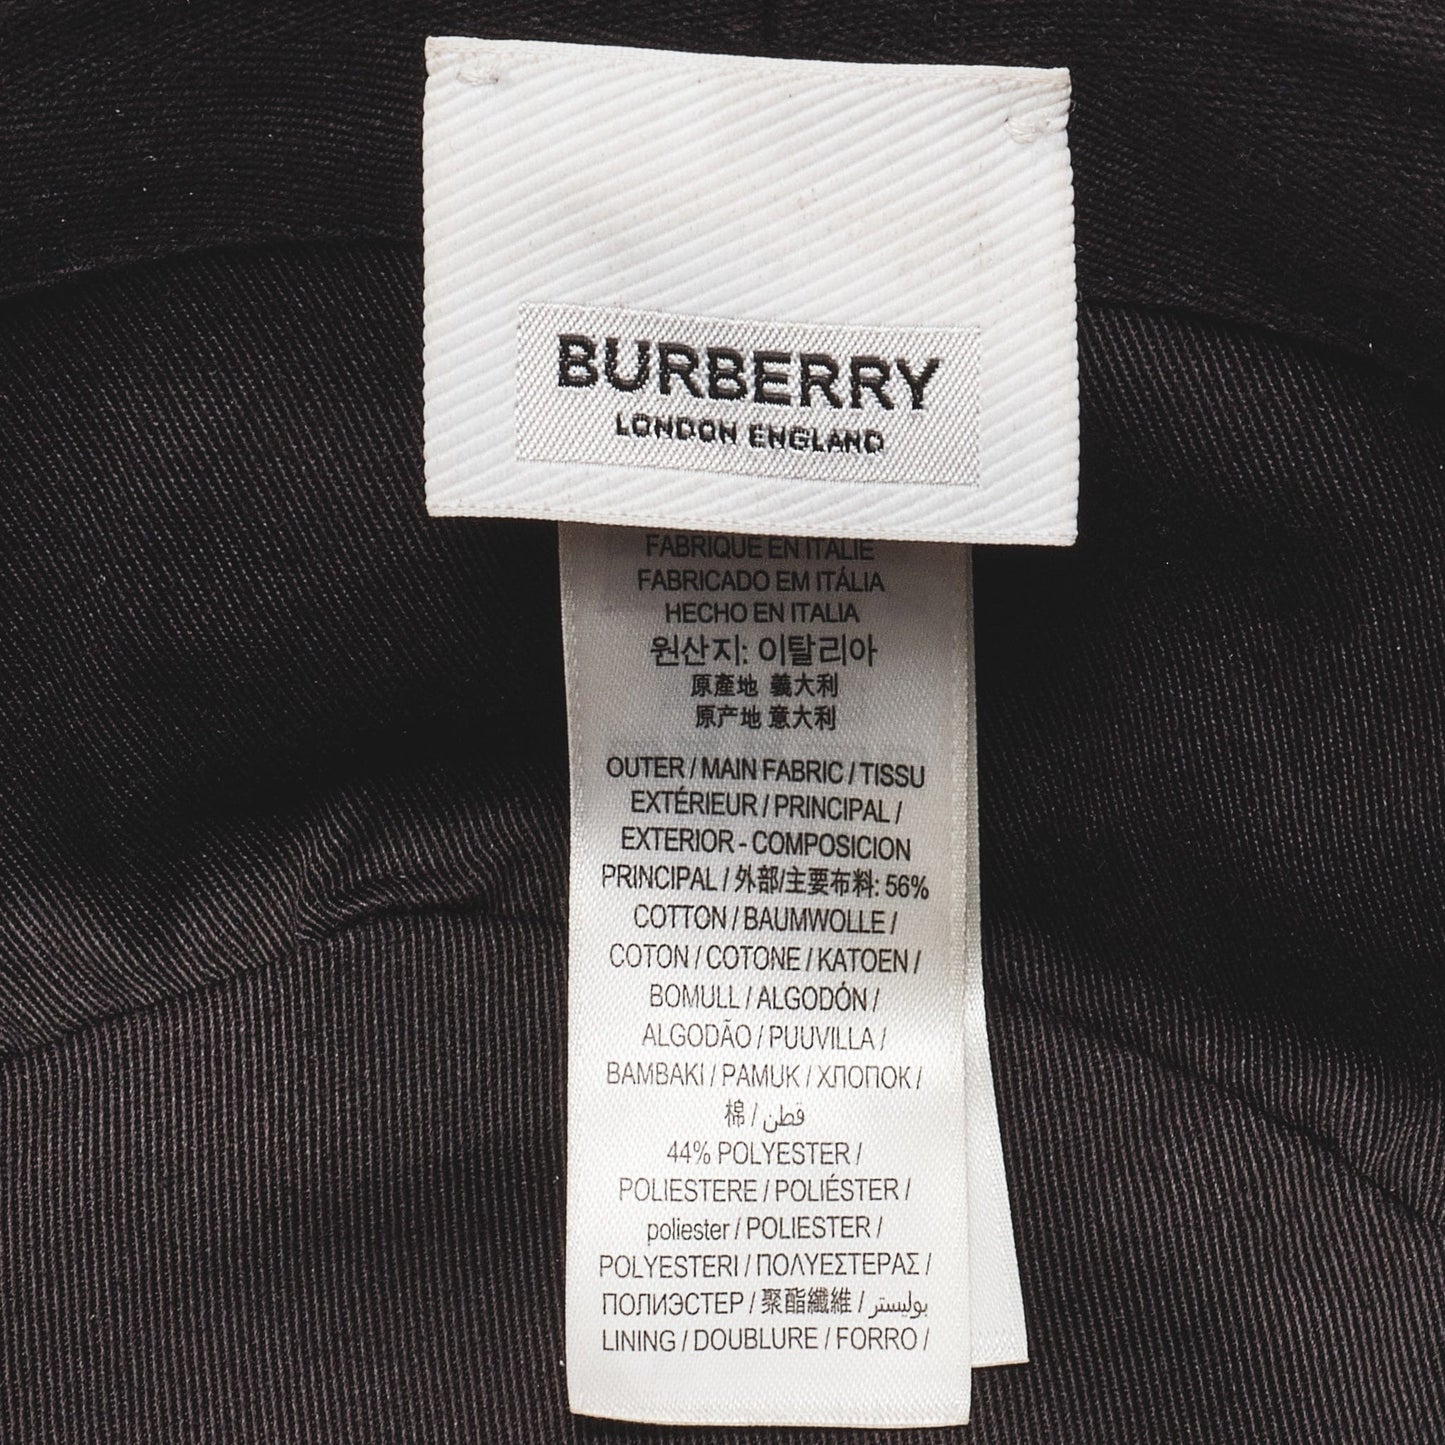 BURBERRY
LONDON ENGLAND
FABRIQUE EN ITALIE
FABRICADO EM ITÁLIA
HECHO EN ITALIA
원산지: 이탈리아
原產地 義大利
原产地 意大利
OUTER / MAIN FABRIC / TISSU
EXTÉRIEUR / PRINCIPAL /
EXTERIOR - COMPOSICION
PRINCIPAL / 外部/主要布料: 56%
COTTON / BAUMWOLLE /
COTON / COTONE / KATOEN /
BOMULL / ALGODÓN /
ALGODÃO / PUUVILLA /
BAMBAKI / PAMUK / ХЛОПОК /
棉 / قطن
44% POLYESTER /
POLIESTERE / POLIÉSTER /
poliester / POLIESTER /
POLYESTERI / ΠΟΛΥΕΣΤΕΡΑΣ /
ПОЛИЭСТЕР / 聚酯纖維 / بوليستر
LINING / DOUBLURE / FORRO /